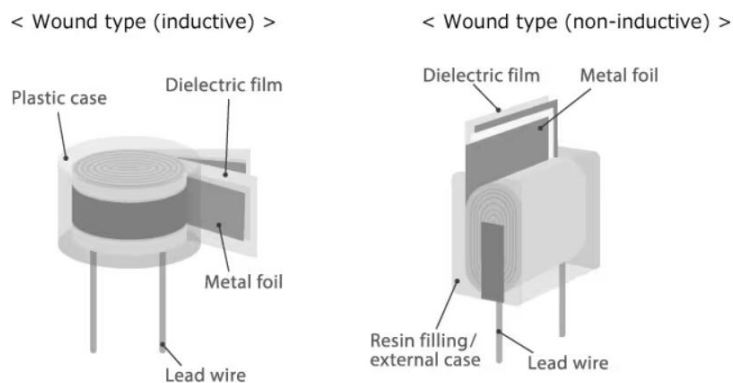 < Wound type (inductive) >
Plastic case
Dielectric film
Metal foil
Lead wire
< Wound type (non-inductive) >
Dielectric film
Metal foil
Resin filling/
external case
Lead wire